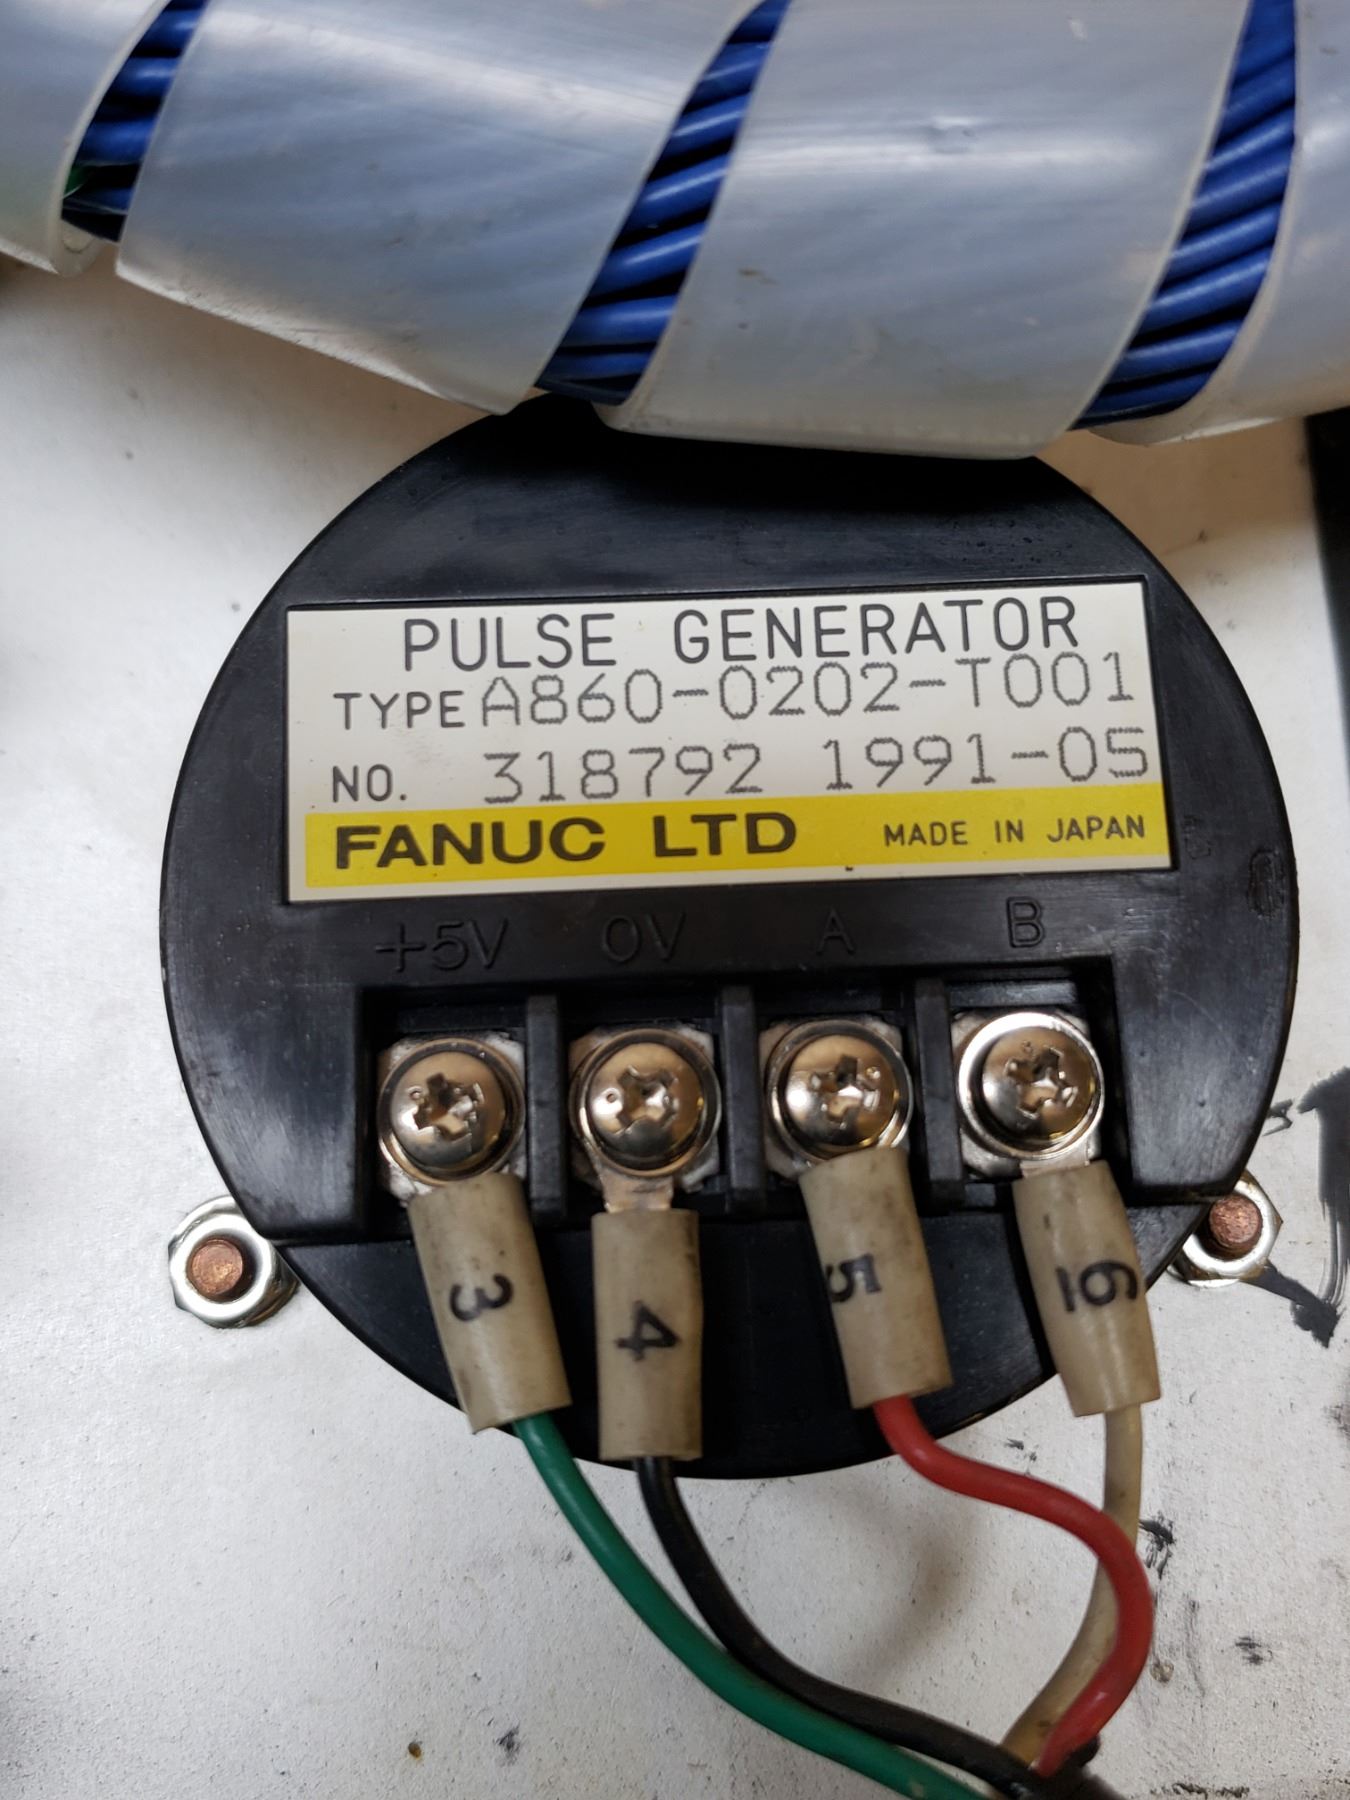 PULSE GENERATOR
TYPE A860-0202-T001
NO. 318792 1991-05
FANUC LTD MADE IN JAPAN
+5V 0V A B
3 4 5 6